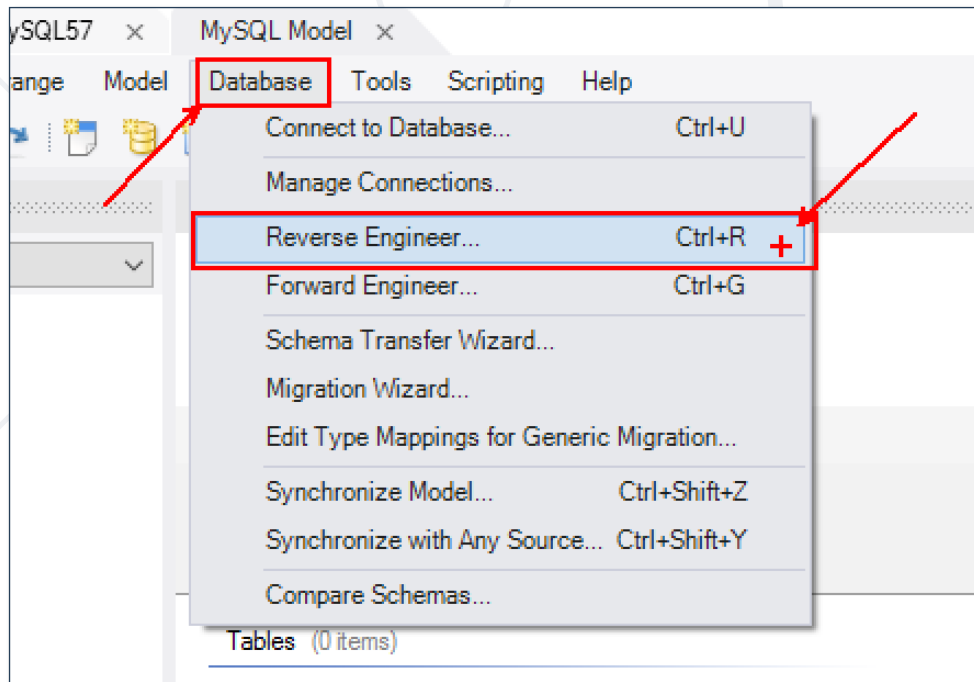 ySQL57
MySQL Model
ange Model Database Tools Scripting Help
Connect to Database... Ctrl+U
Manage Connections...
Reverse Engineer... Ctrl+R
Forward Engineer... Ctrl+G
Schema Transfer Wizard...
Migration Wizard...
Edit Type Mappings for Generic Migration...
Synchronize Model... Ctrl+Shift+Z
Synchronize with Any Source... Ctrl+Shift+Y
Compare Schemas...
Tables (0 items)